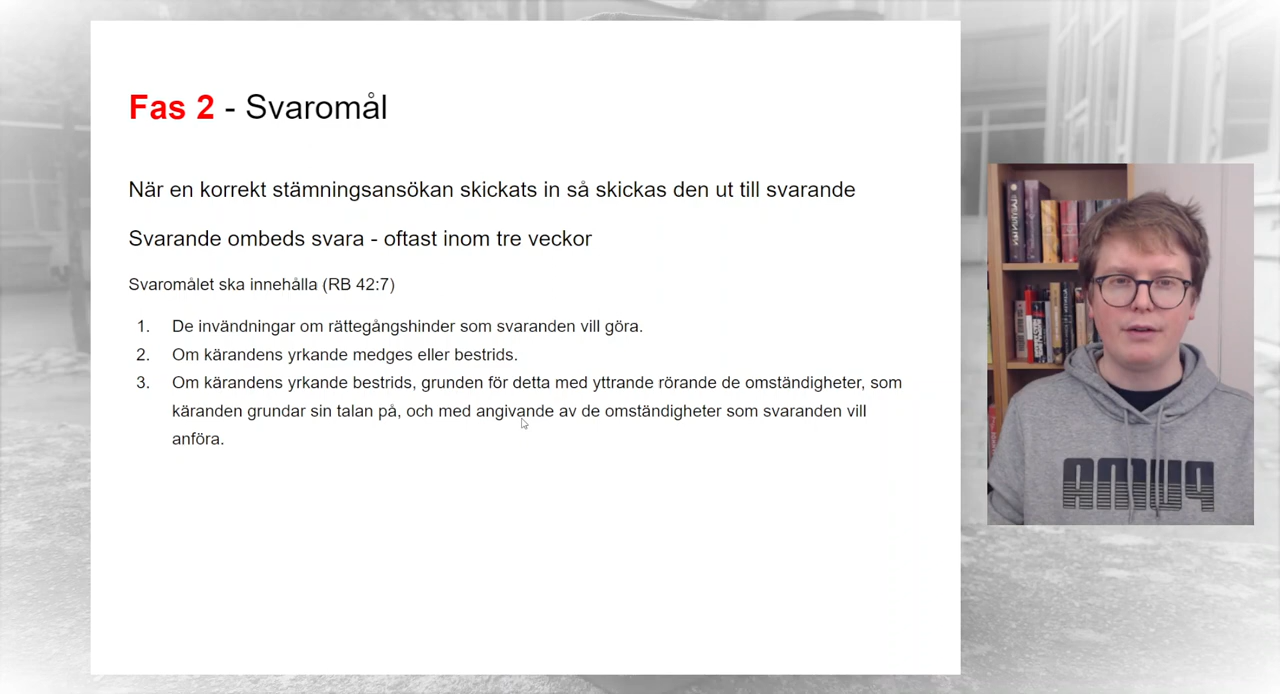 Fas 2 - Svaromål
När en korrekt stämningsansökan skickats in så skickas den ut till svarande
Svarande ombeds svara - oftast inom tre veckor
Svaromålet ska innehålla (RB 42:7)
1. De invändningar om rättegångshinder som svaranden vill göra.
2. Om kärandens yrkande medges eller bestrids.
3. Om kärandens yrkande bestrids, grunden för detta med yttrande rörande de omständigheter, som
käranden grundar sin talan på, och med angivande av de omständigheter som svaranden vill
anföra.